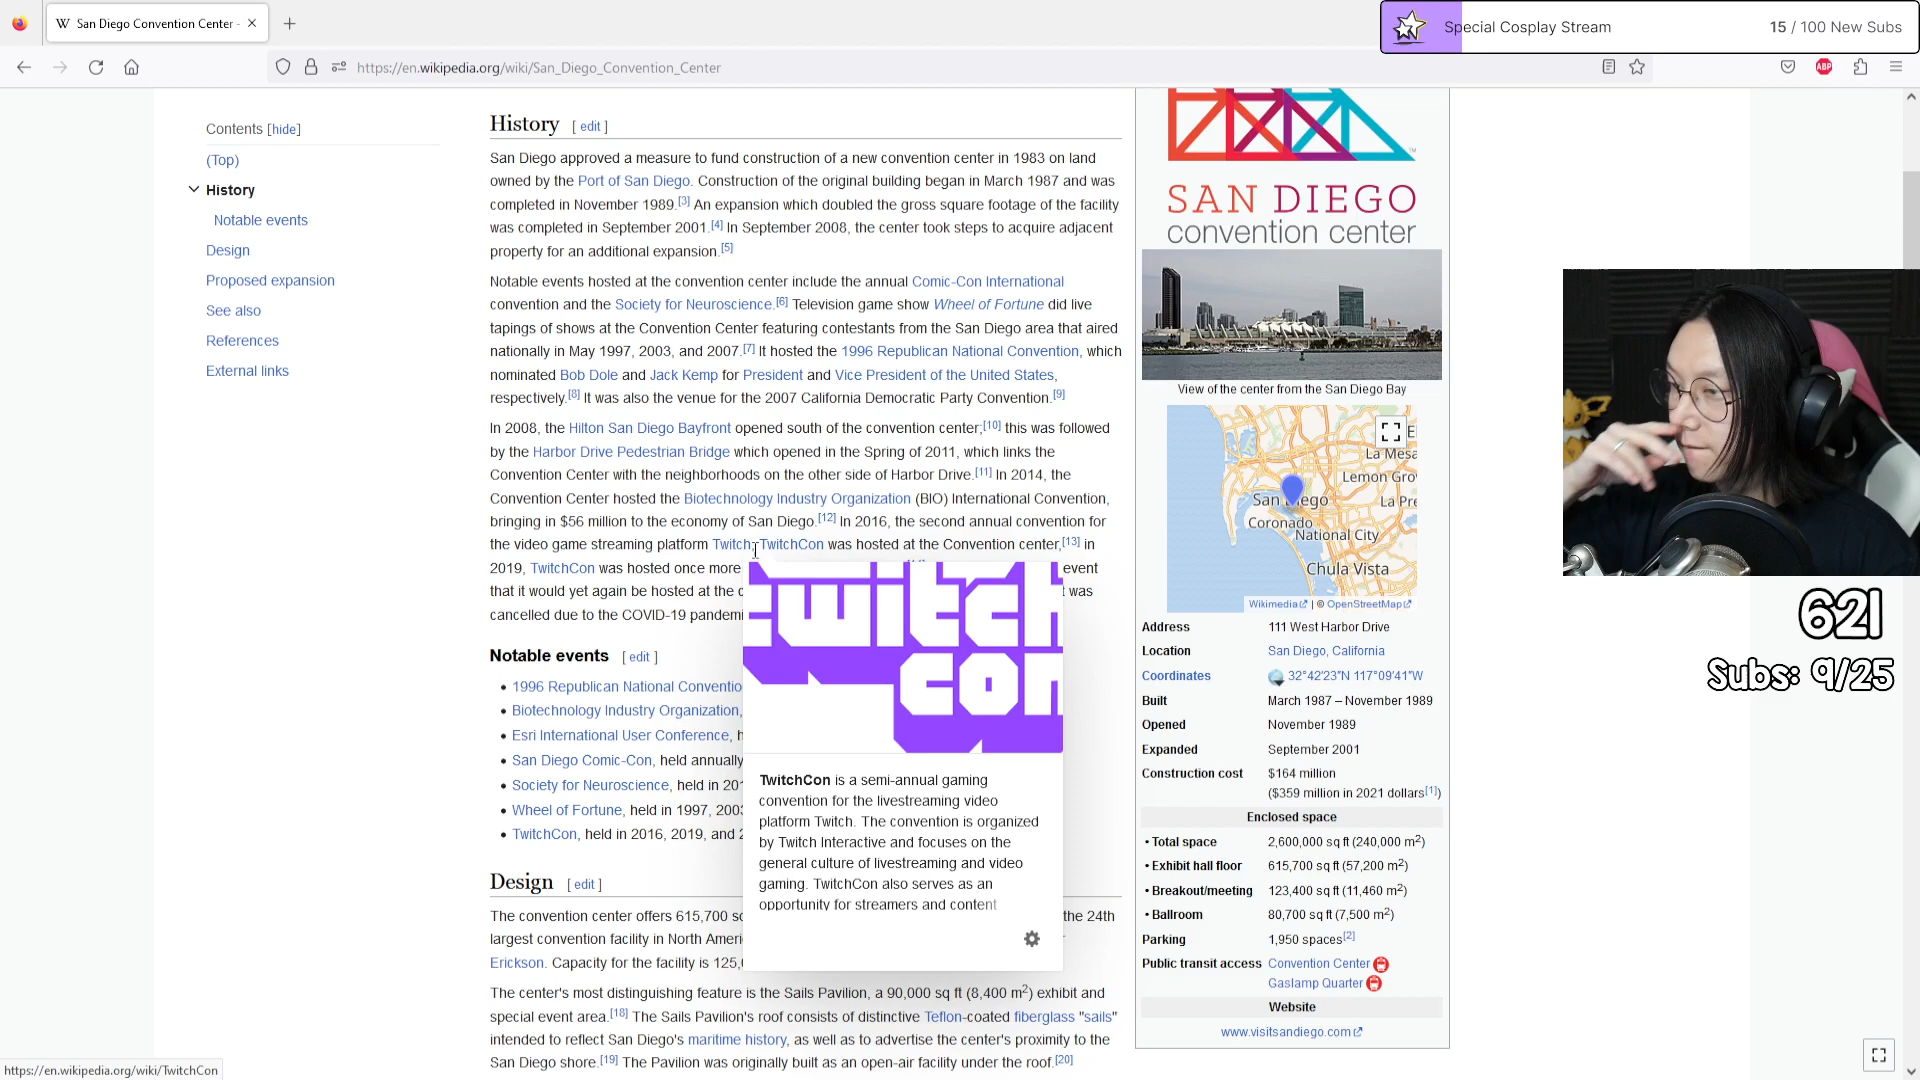 San Diego Convention Center -
Special Cosplay Stream
15 / 100 New Subs
https://en.wikipedia.org/wiki/San_Diego_Convention_Center
ABP
Contents [hide]
(Top)
History
Notable events
Design
Proposed expansion
See also
References
External links
History [ edit ]
San Diego approved a measure to fund construction of a new convention center in 1983 on land
owned by the Port of San Diego. Construction of the original building began in March 1987 and was
completed in November 1989.[3] An expansion which doubled the gross square footage of the facility
was completed in September 2001.[4] In September 2008, the center took steps to acquire adjacent
property for an additional expansion.[5]
Notable events hosted at the convention center include the annual Comic-Con International
convention and the Society for Neuroscience.[6] Television game show Wheel of Fortune did live
tapings of shows at the Convention Center featuring contestants from the San Diego area that aired
nationally in May 1997, 2003, and 2007.[7] It hosted the 1996 Republican National Convention, which
nominated Bob Dole and Jack Kemp for President and Vice President of the United States,
respectively.[8] It was also the venue for the 2007 California Democratic Party Convention.[9]
In 2008, the Hilton San Diego Bayfront opened south of the convention center;[10] this was followed
by the Harbor Drive Pedestrian Bridge which opened in the Spring of 2011, which links the
Convention Center with the neighborhoods on the other side of Harbor Drive.[11] In 2014, the
Convention Center hosted the Biotechnology Industry Organization (BIO) International Convention,
bringing in $56 million to the economy of San Diego.[12] In 2016, the second annual convention for
the video game streaming platform Twitch, TwitchCon was hosted at the Convention center,[13] in
2019, TwitchCon was hosted once more event
that it would yet again be hosted at the c was
cancelled due to the COVID-19 pandem
Notable events [ edit ]
1996 Republican National Conventio
Biotechnology Industry Organization,
Esri International User Conference, h
San Diego Comic-Con, held annually
Society for Neuroscience, held in 201
Wheel of Fortune, held in 1997, 2003
TwitchCon, held in 2016, 2019, and 2
twitch
con
TwitchCon is a semi-annual gaming
convention for the livestreaming video
platform Twitch. The convention is organized
by Twitch Interactive and focuses on the
general culture of livestreaming and video
gaming. TwitchCon also serves as an
opportunity for streamers and content
Design [ edit ]
The convention center offers 615,700 sq the 24th
largest convention facility in North Ameri
Erickson. Capacity for the facility is 125,
The center's most distinguishing feature is the Sails Pavilion, a 90,000 sq ft (8,400 m2) exhibit and
special event area.[18] The Sails Pavilion's roof consists of distinctive Teflon-coated fiberglass "sails"
intended to reflect San Diego's maritime history, as well as to advertise the center's proximity to the
San Diego shore.[19] The Pavilion was originally built as an open-air facility under the roof.[20]
SAN DIEGO
convention center
View of the center from the San Diego Bay
E
La Mesa
Lemon Gro
San Diego
La Pre
Coronado
National City
Chula Vista
Wikimedia | © OpenStreetMap
Address 111 West Harbor Drive
Location San Diego, California
Coordinates 32°42′23″N 117°09′41″W
Built March 1987 – November 1989
Opened November 1989
Expanded September 2001
Construction cost $164 million
($359 million in 2021 dollars[1])
Enclosed space
• Total space 2,600,000 sq ft (240,000 m2)
• Exhibit hall floor 615,700 sq ft (57,200 m2)
• Breakout/meeting 123,400 sq ft (11,460 m2)
• Ballroom 80,700 sq ft (7,500 m2)
Parking 1,950 spaces[2]
Public transit access Convention Center
Gaslamp Quarter
Website
www.visitsandiego.com
621
Subs: 9/25
https://en.wikipedia.org/wiki/TwitchCon